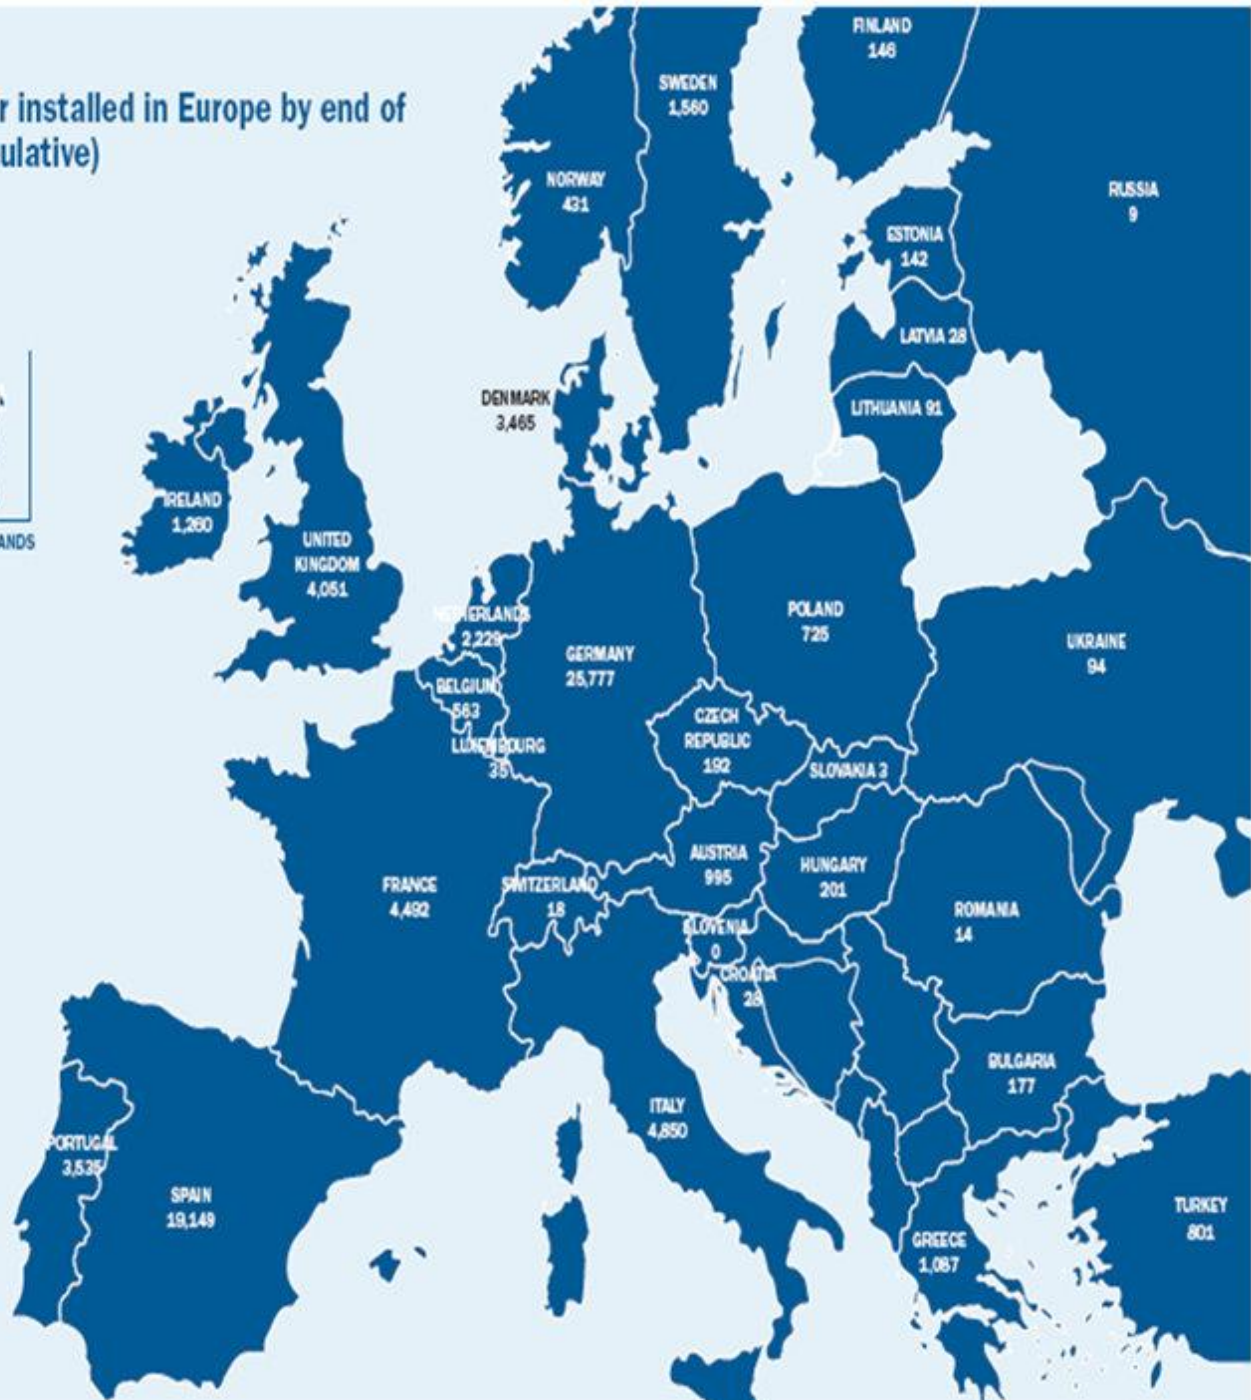 r installed in Europe by end of
ulative)
FINLAND
146
SWEDEN
1,560
NORWAY
431
RUSSIA
9
ESTONIA
142
LATVIA 28
LITHUANIA 91
DENMARK
3,465
IRELAND
1,260
ANDS
UNITED
KINGDOM
4,051
NETHERLANDS
2,229
POLAND
725
UKRAINE
94
GERMANY
25,777
BELGIUM
563
LUXEMBOURG
35
CZECH
REPUBLIC
192
SLOVAKIA 3
AUSTRIA
995
HUNGARY
201
FRANCE
4,492
SWITZERLAND
18
ROMANIA
14
SLOVENIA
0
CROATIA
28
BULGARIA
177
ITALY
4,850
PORTUGAL
3,535
SPAIN
19,149
TURKEY
801
GREECE
1,087